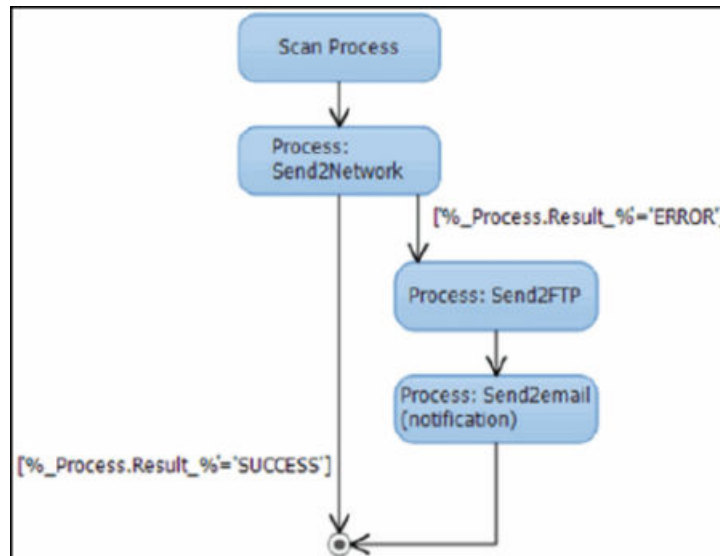 Scan Process
Process:
Send2Network
['%_Process.Result_%'='ERROR']
Process: Send2FTP
Process: Send2email
(notification)
['%_Process.Result_%'='SUCCESS']